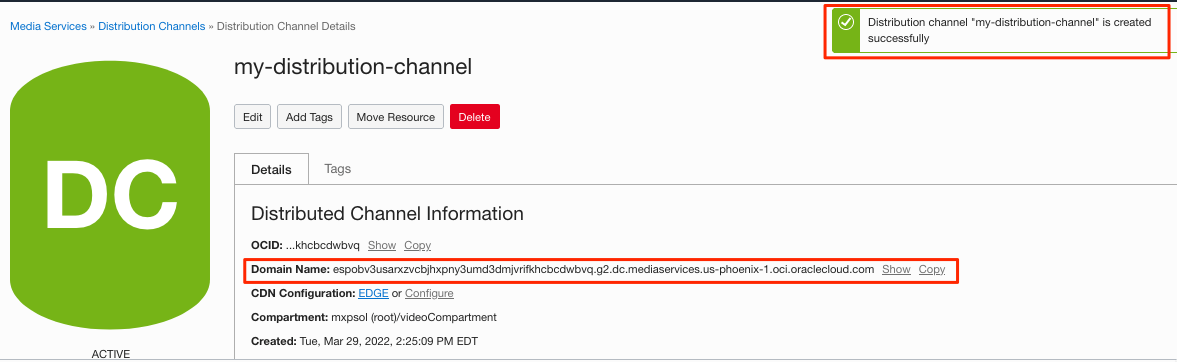 Media Services » Distribution Channels » Distribution Channel Details
Distribution channel "my-distribution-channel" is created
successfully
my-distribution-channel
Edit Add Tags Move Resource Delete
DC
Details Tags
Distributed Channel Information
OCID: ...khcbcdwbvq Show Copy
Domain Name: espobv3usarxzvcbjhxpny3umd3dmjvrifkhcbcdwbvq.g2.dc.mediaservices.us-phoenix-1.oci.oraclecloud.com Show Copy
CDN Configuration: EDGE or Configure
Compartment: mxpsol (root)/videoCompartment
Created: Tue, Mar 29, 2022, 2:25:09 PM EDT
ACTIVE